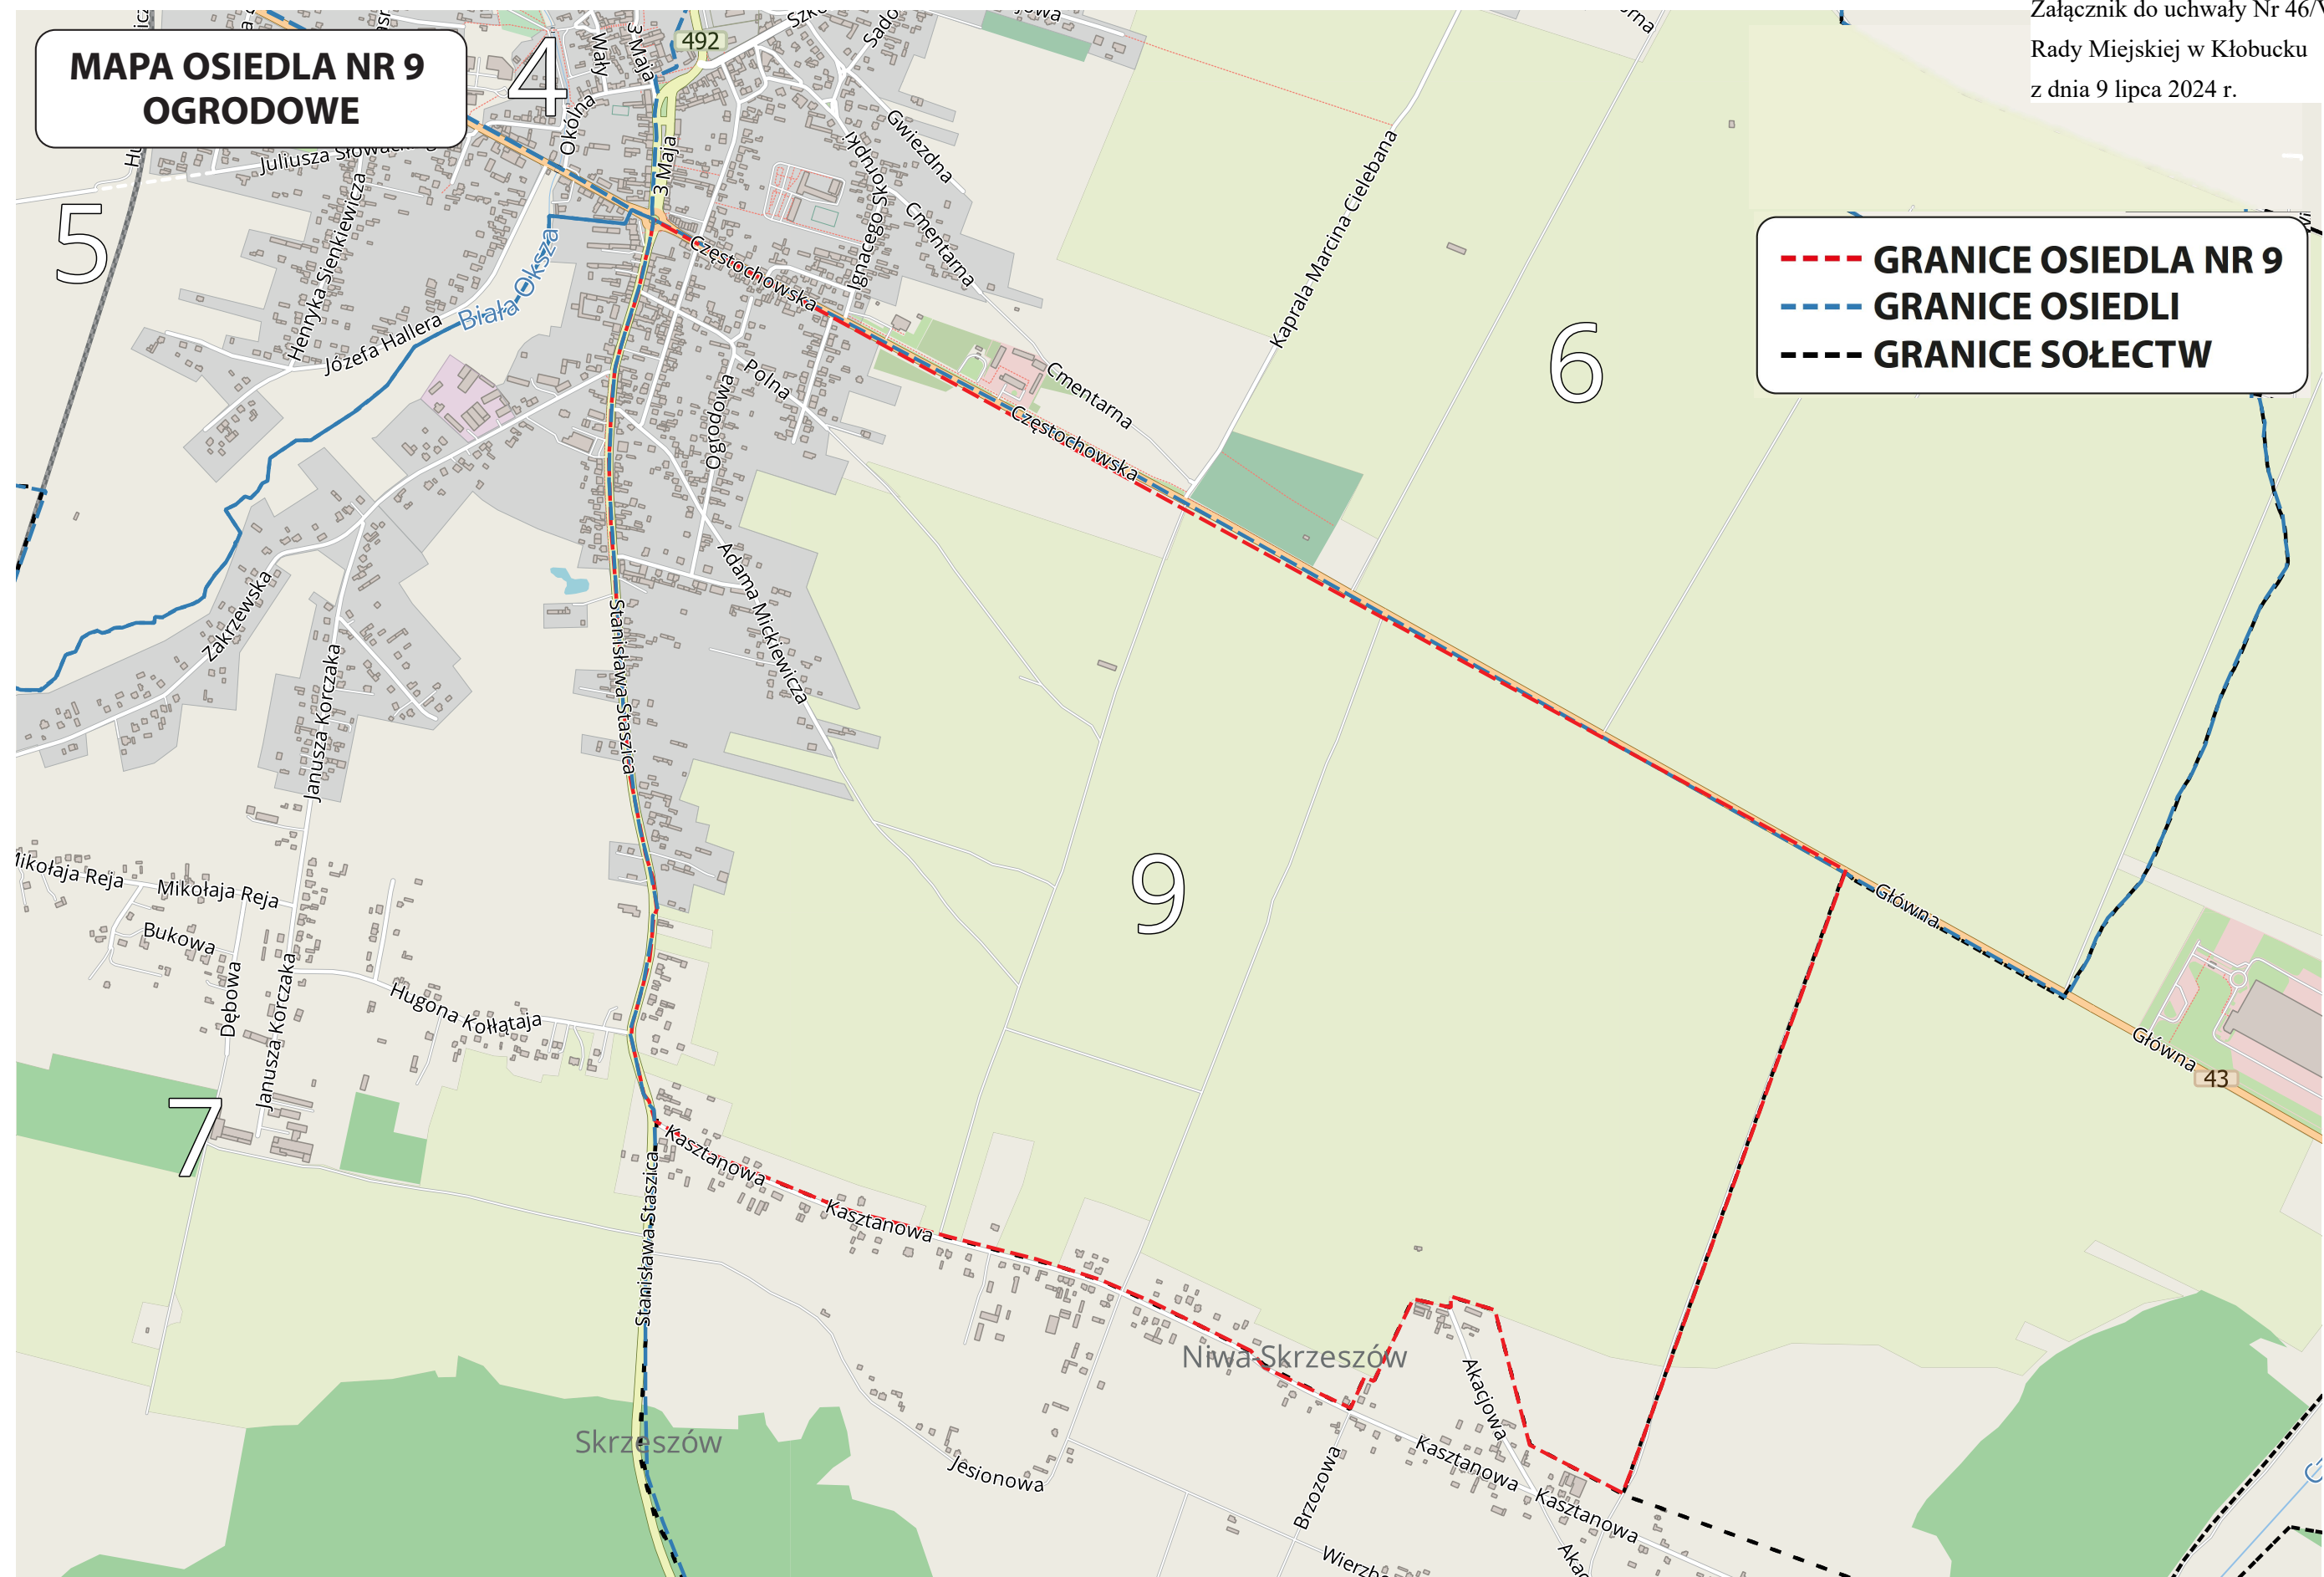 Załącznik do uchwały Nr 46/
Rady Miejskiej w Kłobucku
z dnia 9 lipca 2024 r.
MAPA OSIEDLA NR 9
OGRODOWE
GRANICE OSIEDLA NR 9
GRANICE OSIEDLI
GRANICE SOŁECTW
4
5
6
9
7
492
43
Wały
3 Maja
Okólna
3 Maja
Gwiezdna
Cmentarna
Cmentarna
Częstochowska
Częstochowska
Kaprala Marcina Cielebana
Henryka Sienkiewicza
Józefa Hallera
Biała Oksza
Polna
Ogrodowa
Adama Mickiewicza
Stanisława Staszica
Zakrzewska
Janusza Korczaka
Mikołaja Reja
Mikołaja Reja
Bukowa
Dębowa
Janusza Korczaka
Hugona Kołłątaja
Główna
Główna
Kasztanowa
Kasztanowa
Stanisława Staszica
Niwa-Skrzeszów
Akacjowa
Skrzeszów
Jesionowa
Brzozowa
Kasztanowa
Kasztanowa